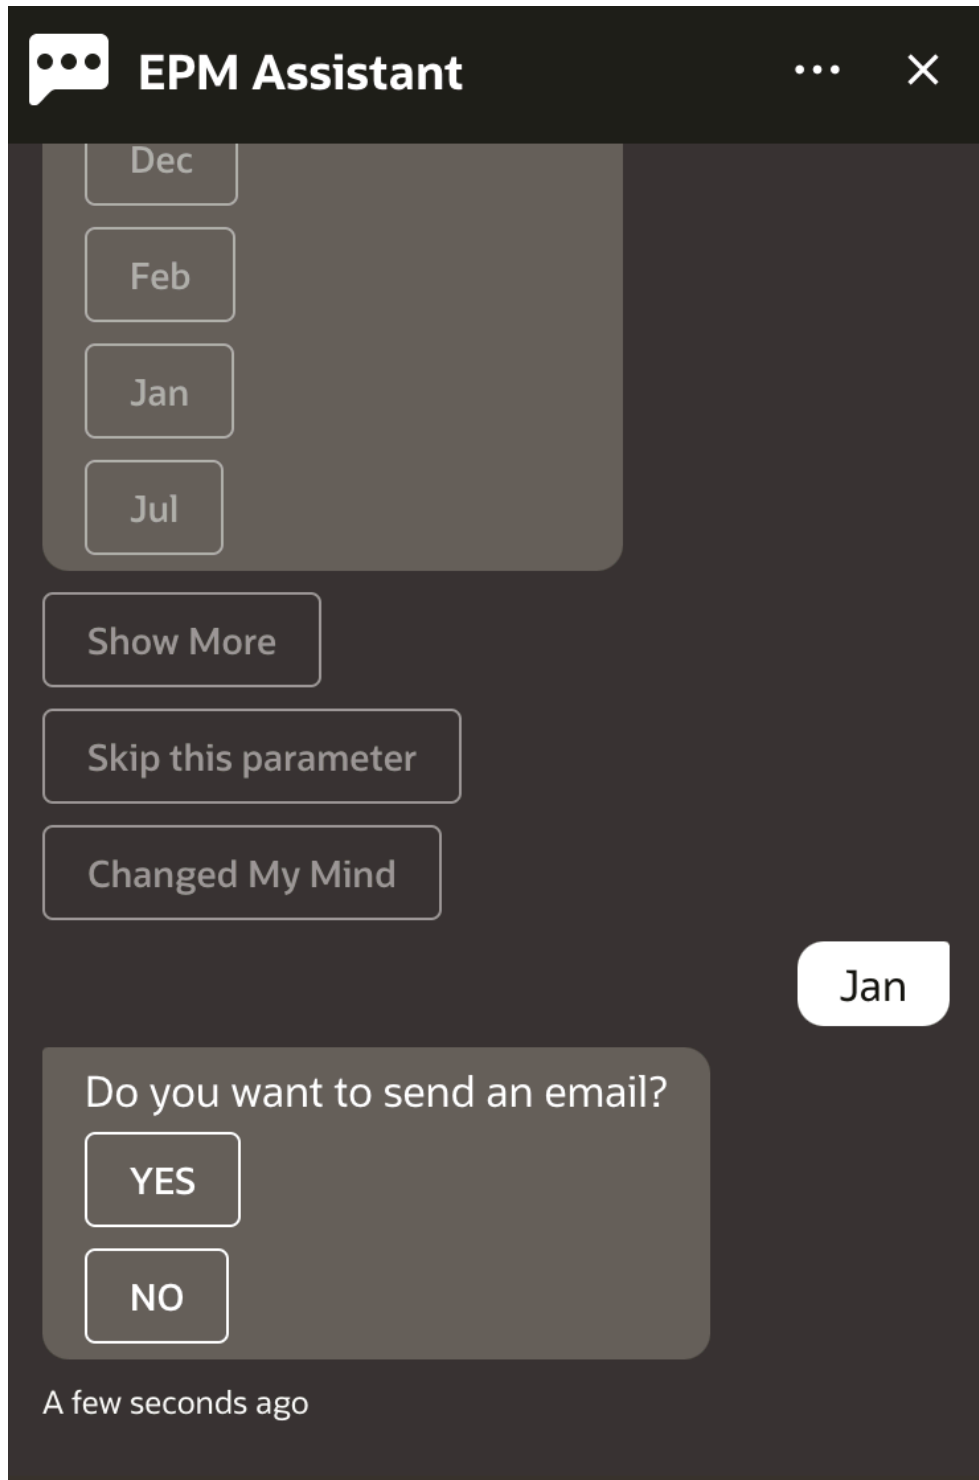 EPM Assistant
Dec
Feb
Jan
Jul
Show More
Skip this parameter
Changed My Mind
Jan
Do you want to send an email?
YES
NO
A few seconds ago